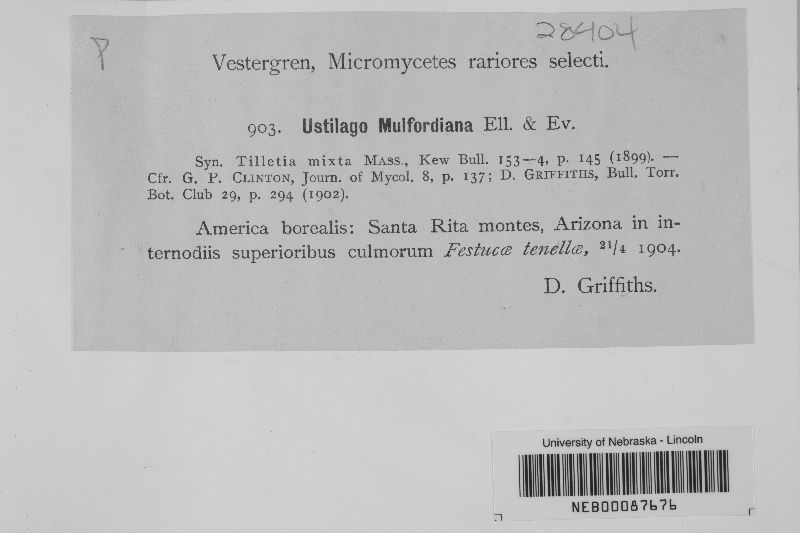 28404
P
Vestergren, Micromycetes rariores selecti.
903. Ustilago Mulfordiana Ell. & Ev.
Syn. Tilletia mixta MASS., Kew Bull. 153—4, p. 145 (1899). —
Cfr. G. P. CLINTON, Journ. of Mycol. 8, p. 137; D. GRIFFITHS, Bull. Torr.
Bot. Club 29, p. 294 (1902).
America borealis: Santa Rita montes, Arizona in in-
ternodiis superioribus culmorum Festucæ tenellæ, 21/4 1904.
D. Griffiths.
University of Nebraska - Lincoln
NEB00087676